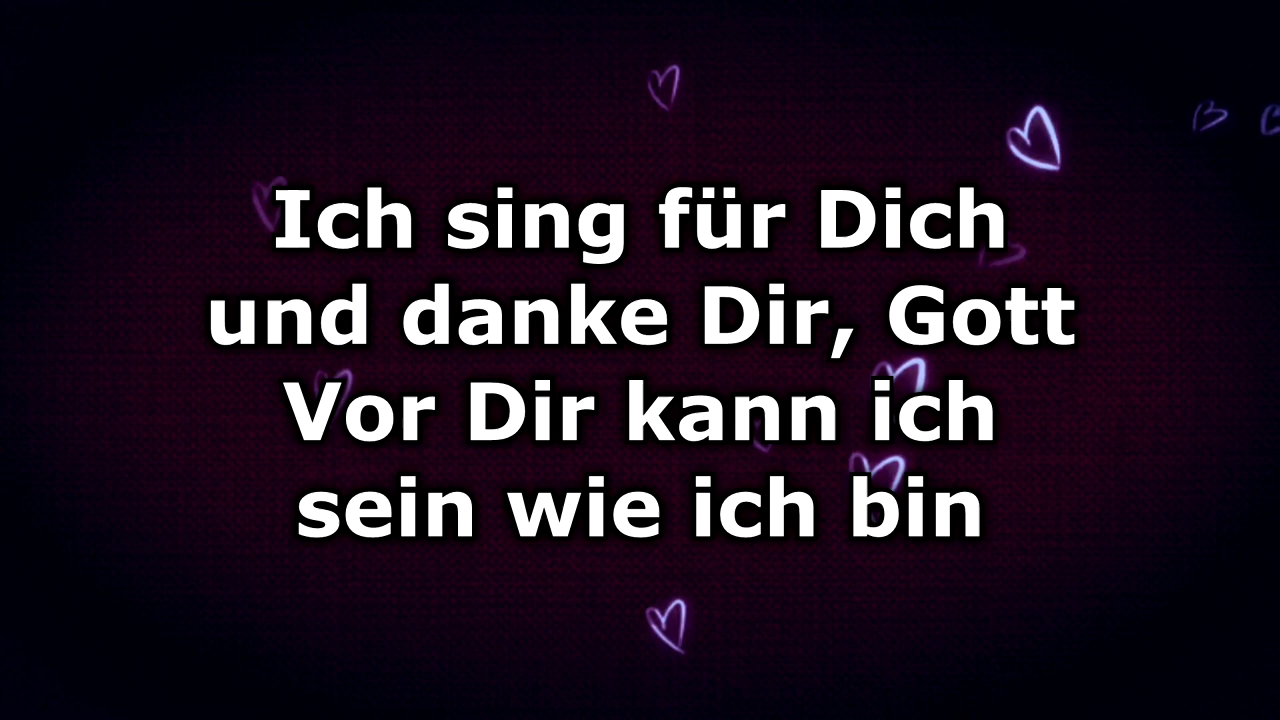 Ich sing für Dich
und danke Dir, Gott
Vor Dir kann ich
sein wie ich bin